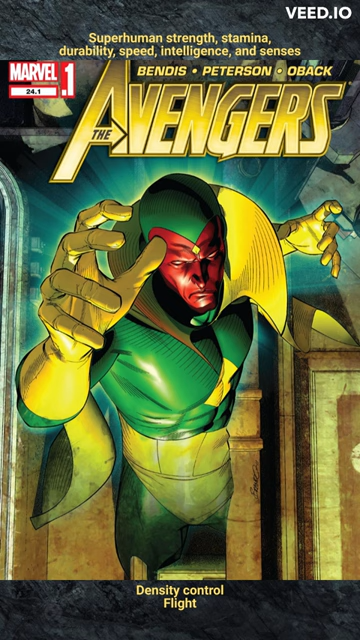 VEED.IO
Superhuman strength, stamina,
durability, speed, intelligence, and senses
MARVEL .1
24.1
BENDIS • PETERSON • OBACK
THE AVENGERS
Density control
Flight